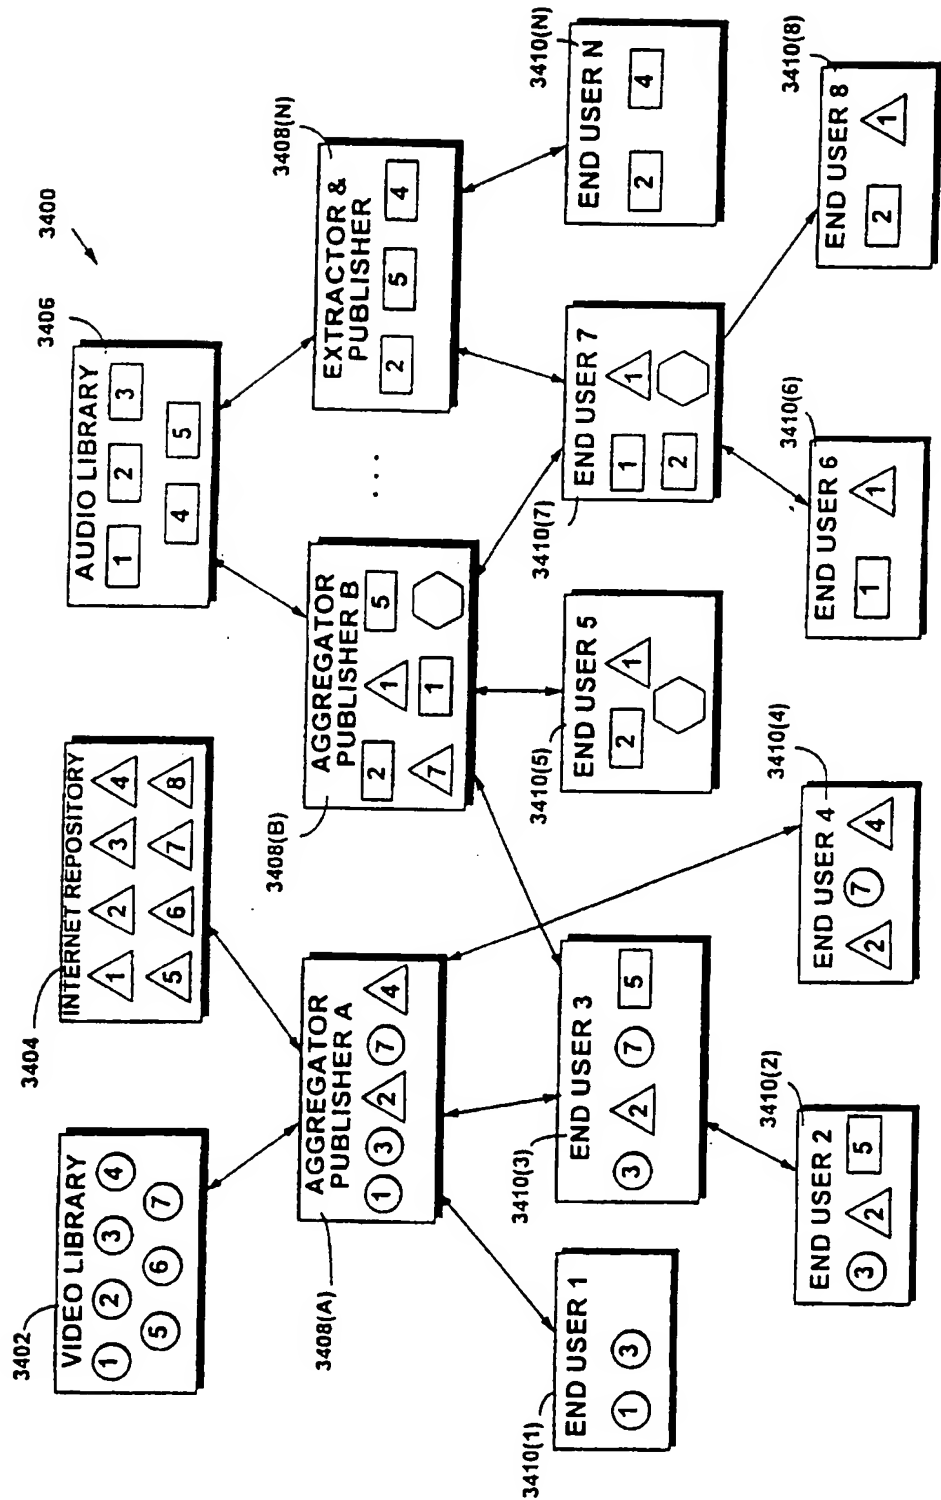 3400
3402
VIDEO LIBRARY
1 2 3 4
5 6 7
3404
INTERNET REPOSITORY
1 2 3 4
5 6 7 8
3406
AUDIO LIBRARY
1 2 3
4 5
3408(A)
AGGREGATOR
PUBLISHER A
1 3 2 7 4
3408(B)
AGGREGATOR
PUBLISHER B
2 1 5
7 1
...
3408(N)
EXTRACTOR &
PUBLISHER
2 5 4
3410(1)
END USER 1
1 3
3410(3)
END USER 3
3 2 7 5
3410(5)
END USER 5
2 1
3410(7)
END USER 7
1 1
2
3410(N)
END USER N
2 4
3410(2)
END USER 2
3 2 5
3410(4)
END USER 4
2 7 4
3410(6)
END USER 6
1 1
3410(8)
END USER 8
2 1